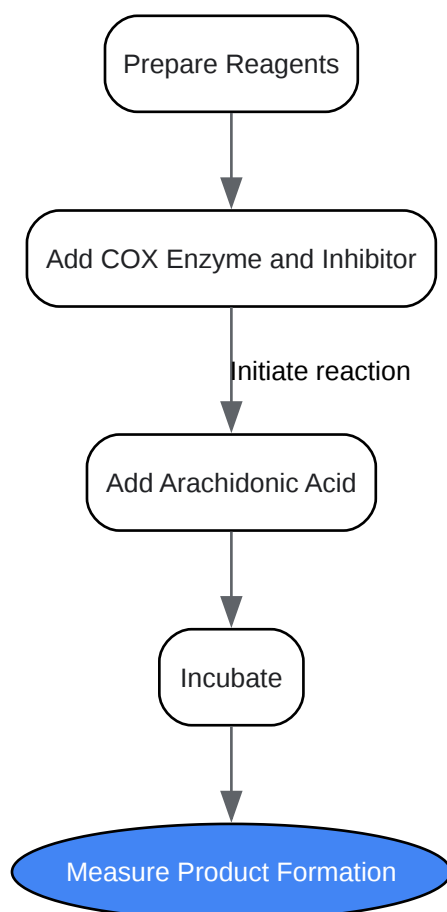 Prepare Reagents
Add COX Enzyme and Inhibitor
Initiate reaction
Add Arachidonic Acid
Incubate
Measure Product Formation